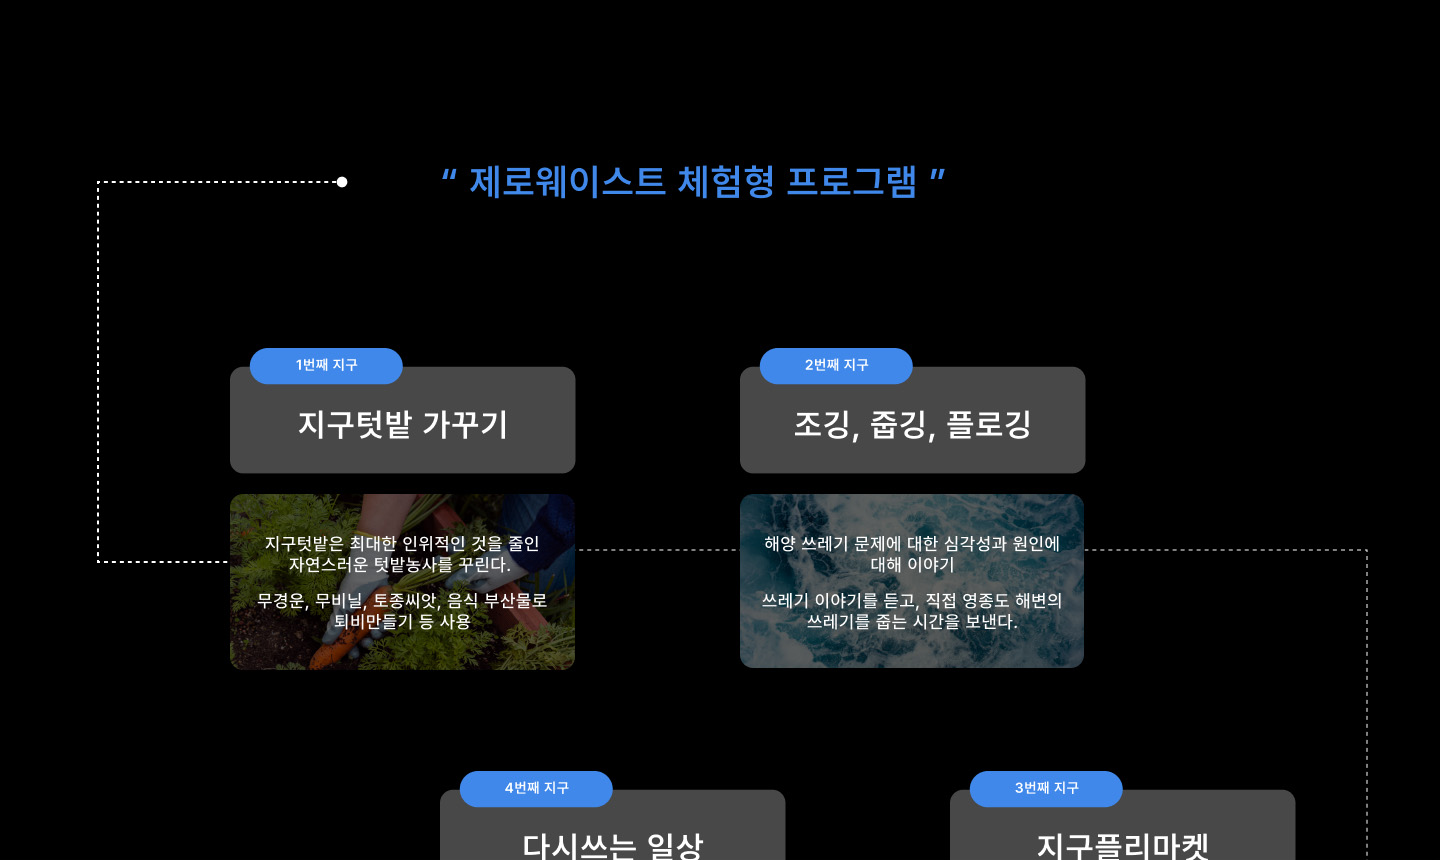 “ 제로웨이스트 체험형 프로그램 ”
1번째 지구
지구텃밭 가꾸기
지구텃밭은 최대한 인위적인 것을 줄인
자연스러운 텃밭농사를 꾸린다.
무경운, 무비닐, 토종씨앗, 음식 부산물로
퇴비만들기 등 사용
2번째 지구
조깅, 줍깅, 플로깅
해양 쓰레기 문제에 대한 심각성과 원인에
대해 이야기
쓰레기 이야기를 듣고, 직접 영종도 해변의
쓰레기를 줍는 시간을 보낸다.
4번째 지구
다시쓰는 일상
3번째 지구
지구플리마켓